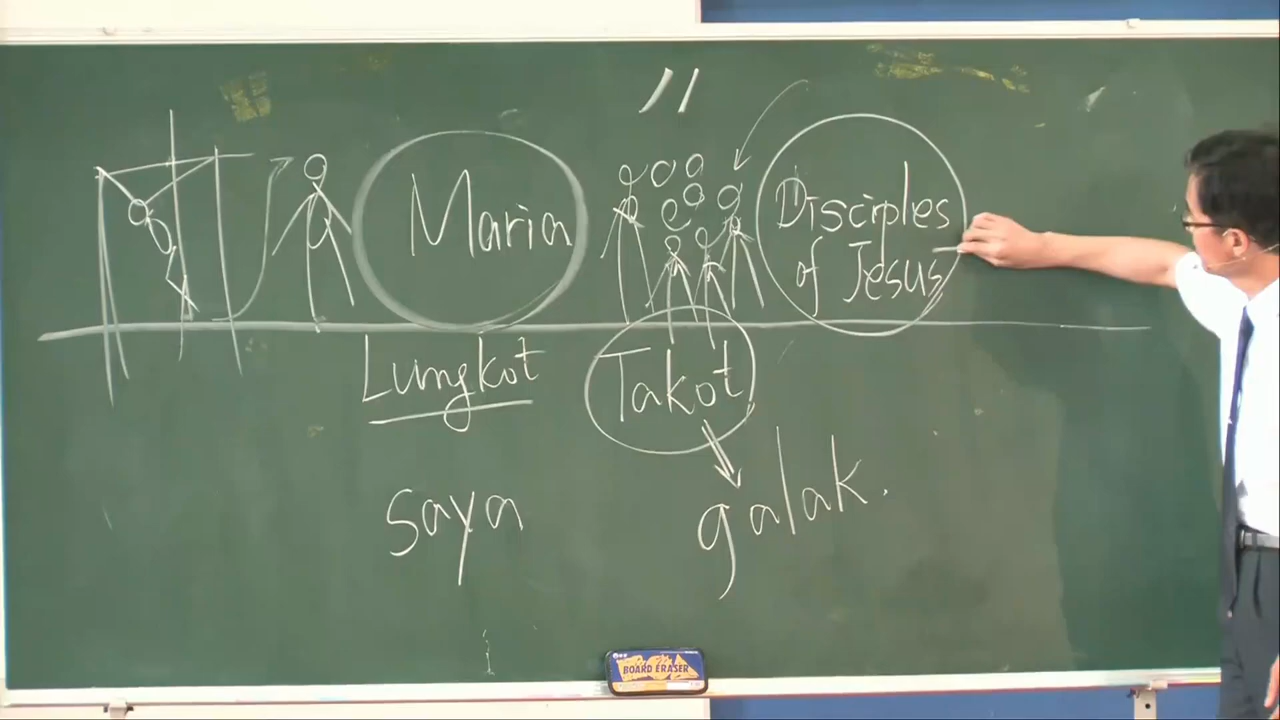 Maria
Disciples
of Jesus
Lungkot
Takot
saya
galak.
BOARD ERASER